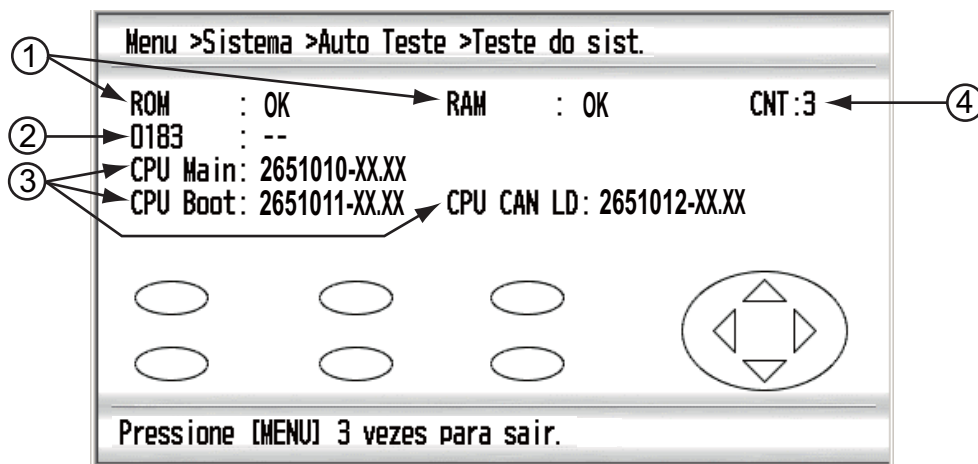 Menu >Sistema >Auto Teste >Teste do sist.
1
ROM : OK RAM : OK CNT:3
4
2
0183 : --
3
CPU Main: 2651010-XX.XX
CPU Boot: 2651011-XX.XX CPU CAN LD: 2651012-XX.XX
Pressione [MENU] 3 vezes para sair.